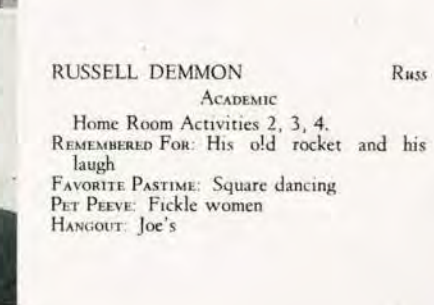 RUSSELL DEMMON Russ
ACADEMIC
Home Room Activities 2, 3, 4.
REMEMBERED FOR: His old rocket and his
laugh
FAVORITE PASTIME: Square dancing
PET PEEVE: Fickle women
HANGOUT: Joe's